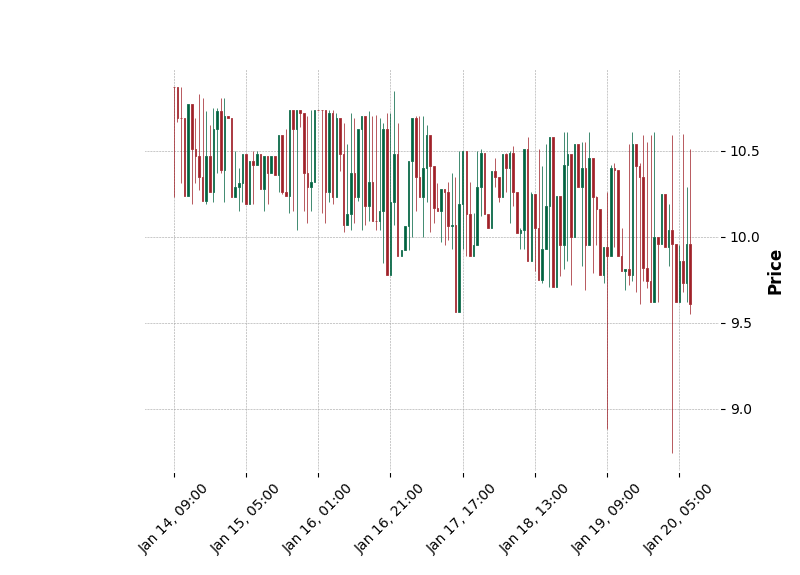 10.5
10.0
9.5
9.0
Price
Jan 14, 09:00
Jan 15, 05:00
Jan 16, 01:00
Jan 16, 21:00
Jan 17, 17:00
Jan 18, 13:00
Jan 19, 09:00
Jan 20, 05:00